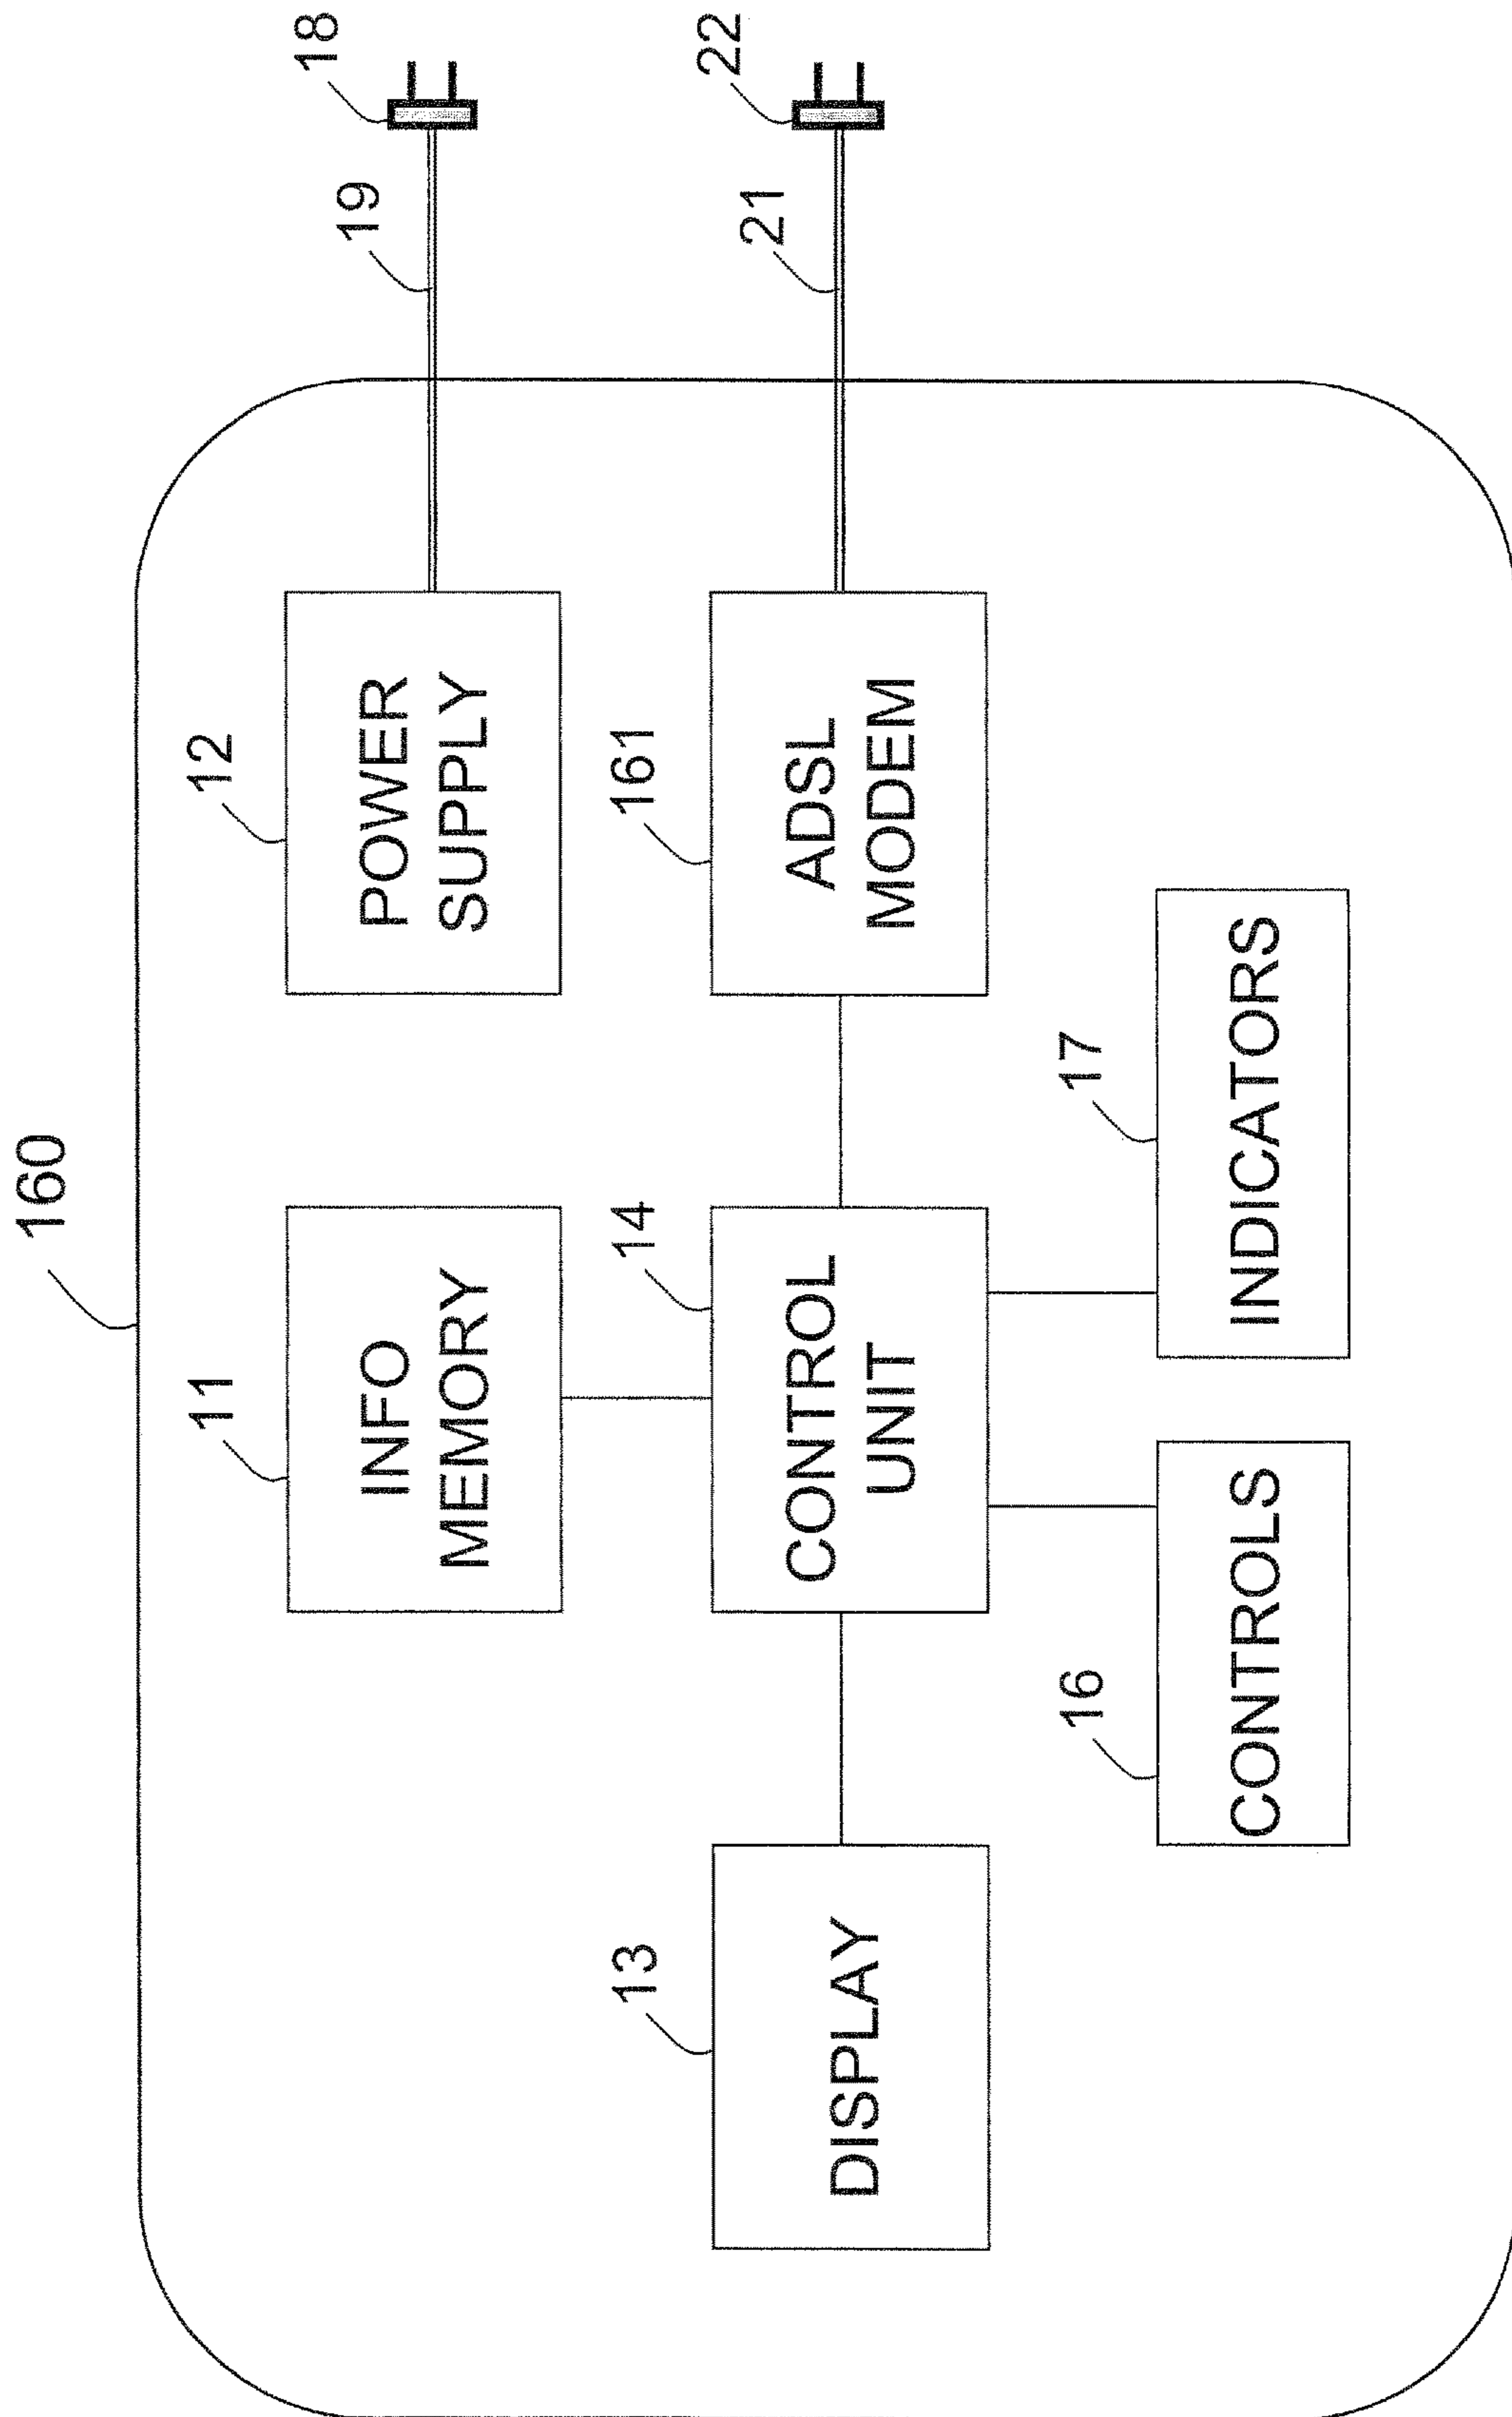 160
11
INFO
MEMORY
12
POWER
SUPPLY
19
18
13
DISPLAY
14
CONTROL
UNIT
161
ADSL
MODEM
21
22
16
CONTROLS
17
INDICATORS